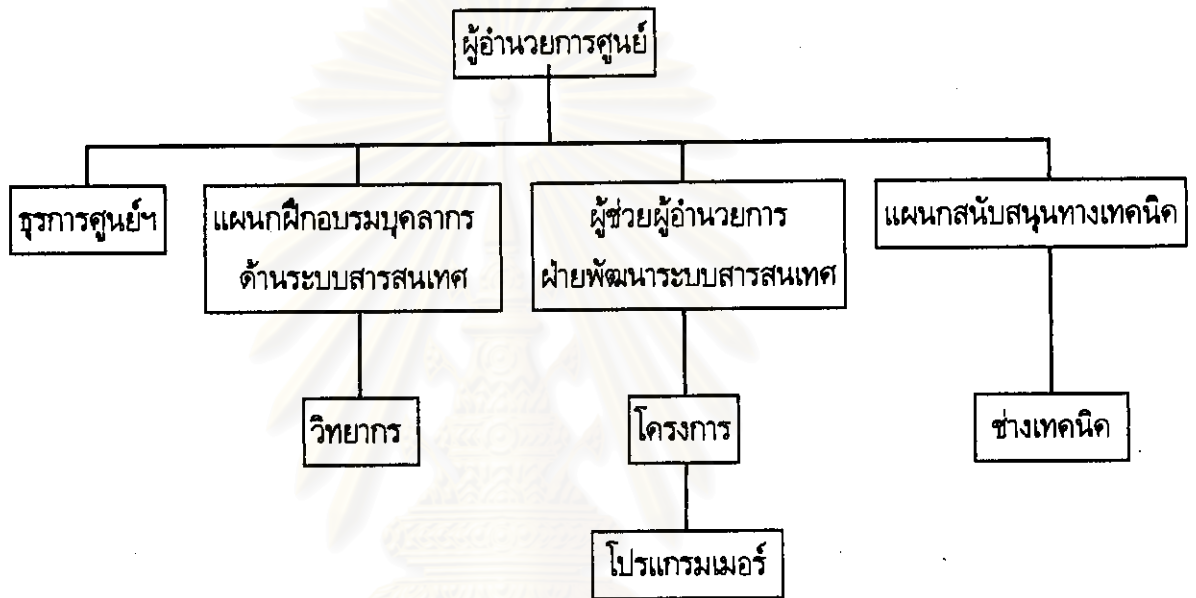 ผู้อำนวยการศูนย์
ธุรการศูนย์ฯ
แผนกฝึกอบรมบุคลากร
ด้านระบบสารสนเทศ
ผู้ช่วยผู้อำนวยการ
ฝ่ายพัฒนาระบบสารสนเทศ
แผนกสนับสนุนทางเทคนิค
วิทยากร
โครงการ
ช่างเทคนิค
โปรแกรมเมอร์